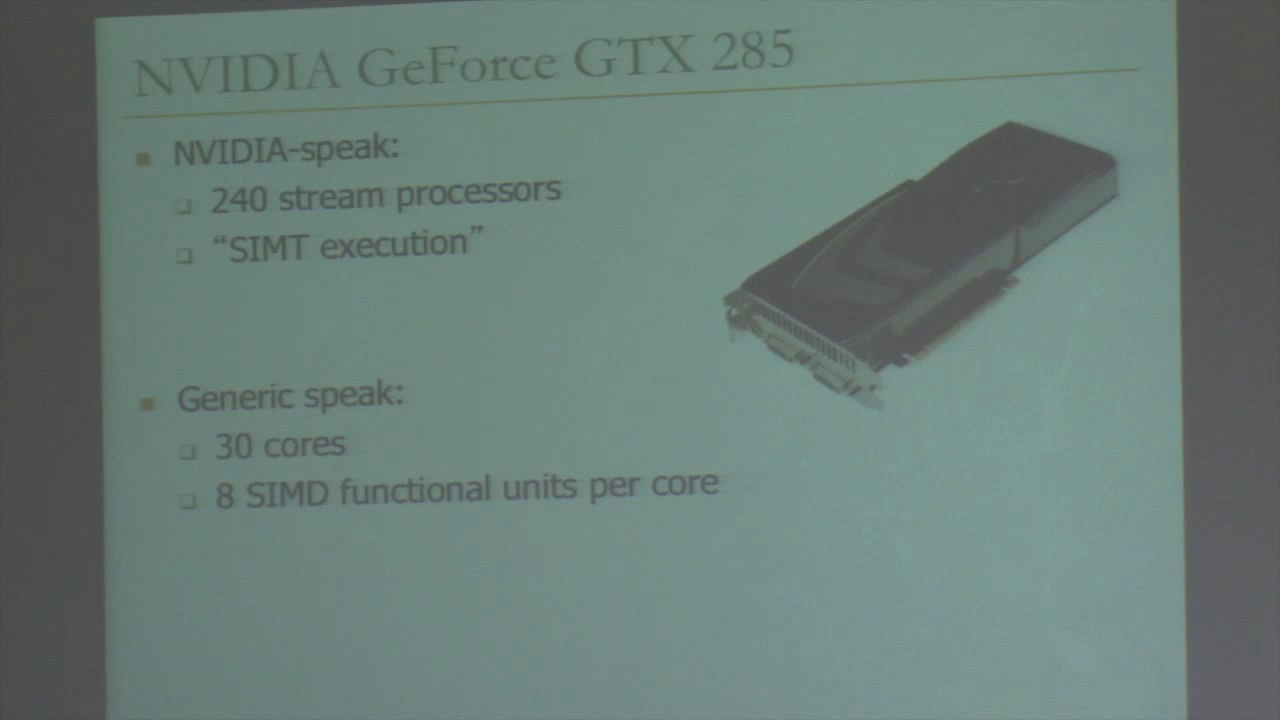 NVIDIA GeForce GTX 285
NVIDIA-speak:
240 stream processors
“SIMT execution”
Generic speak:
30 cores
8 SIMD functional units per core